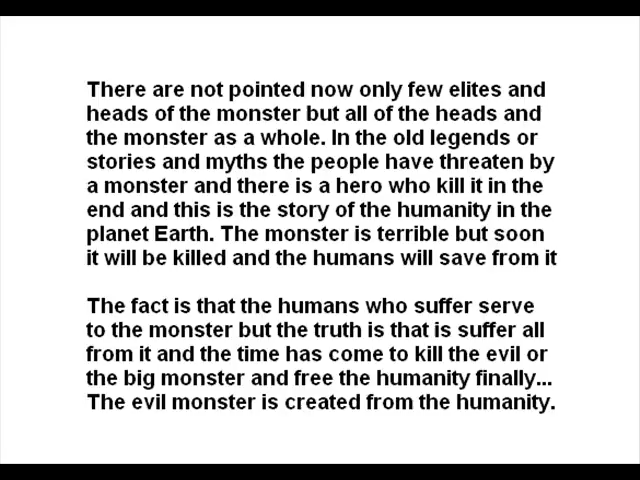 There are not pointed now only few elites and
heads of the monster but all of the heads and
the monster as a whole. In the old legends or
stories and myths the people have threaten by
a monster and there is a hero who kill it in the
end and this is the story of the humanity in the
planet Earth. The monster is terrible but soon
it will be killed and the humans will save from it
The fact is that the humans who suffer serve
to the monster but the truth is that is suffer all
from it and the time has come to kill the evil or
the big monster and free the humanity finally...
The evil monster is created from the humanity.